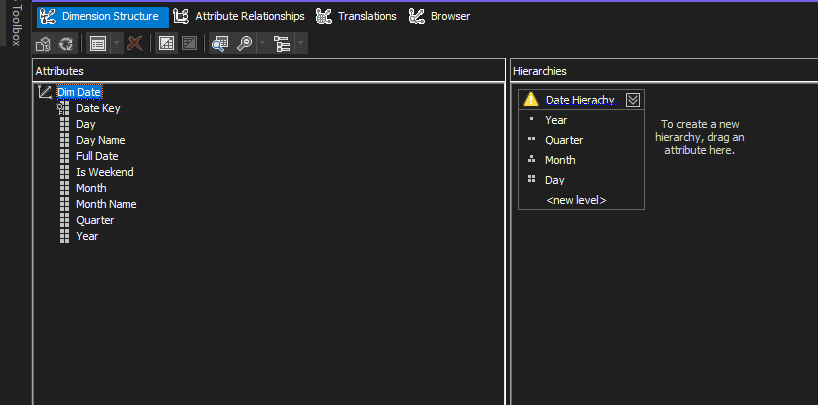 Toolbox
Dimension Structure Attribute Relationships Translations Browser
Attributes
Dim Date
Date Key
Day
Day Name
Full Date
Is Weekend
Month
Month Name
Quarter
Year
Hierarchies
Date Hierachy
Year
Quarter
Month
Day
<new level>
To create a new
hierarchy, drag an
attribute here.